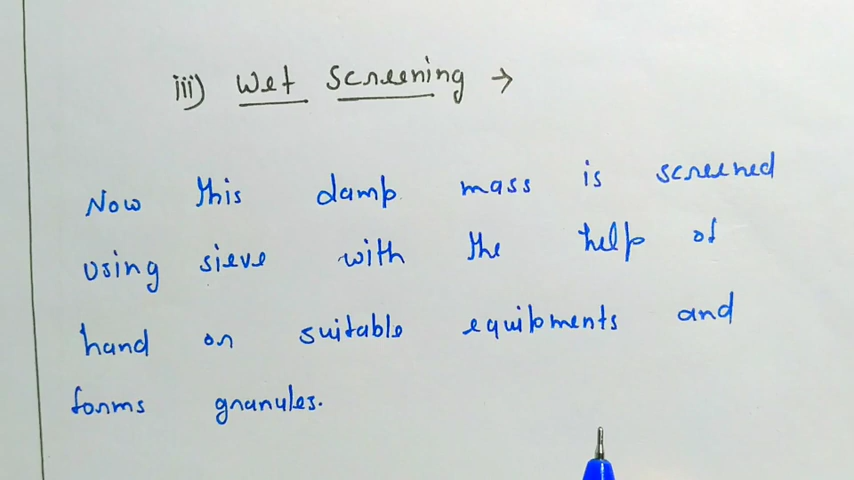 iii) Wet Screening →
Now this damp mass is screened
using sieve with the help of
hand or suitable equipments and
forms granules.